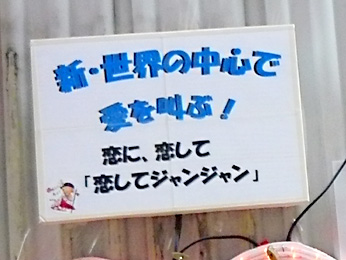 新・世界の中心で
愛を叫ぶ！
恋に、恋して
「恋してジャンジャン」